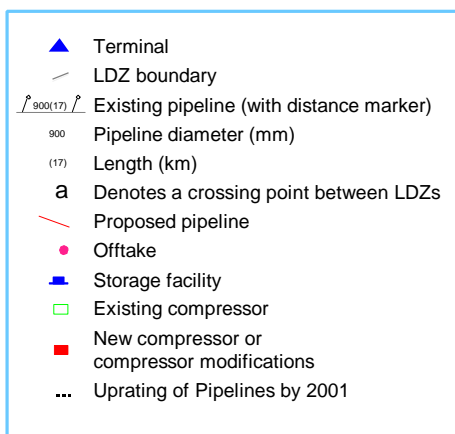 Terminal
LDZ boundary
900(17) Existing pipeline (with distance marker)
900 Pipeline diameter (mm)
(17) Length (km)
a Denotes a crossing point between LDZs
Proposed pipeline
Offtake
Storage facility
Existing compressor
New compressor or
compressor modifications
Uprating of Pipelines by 2001